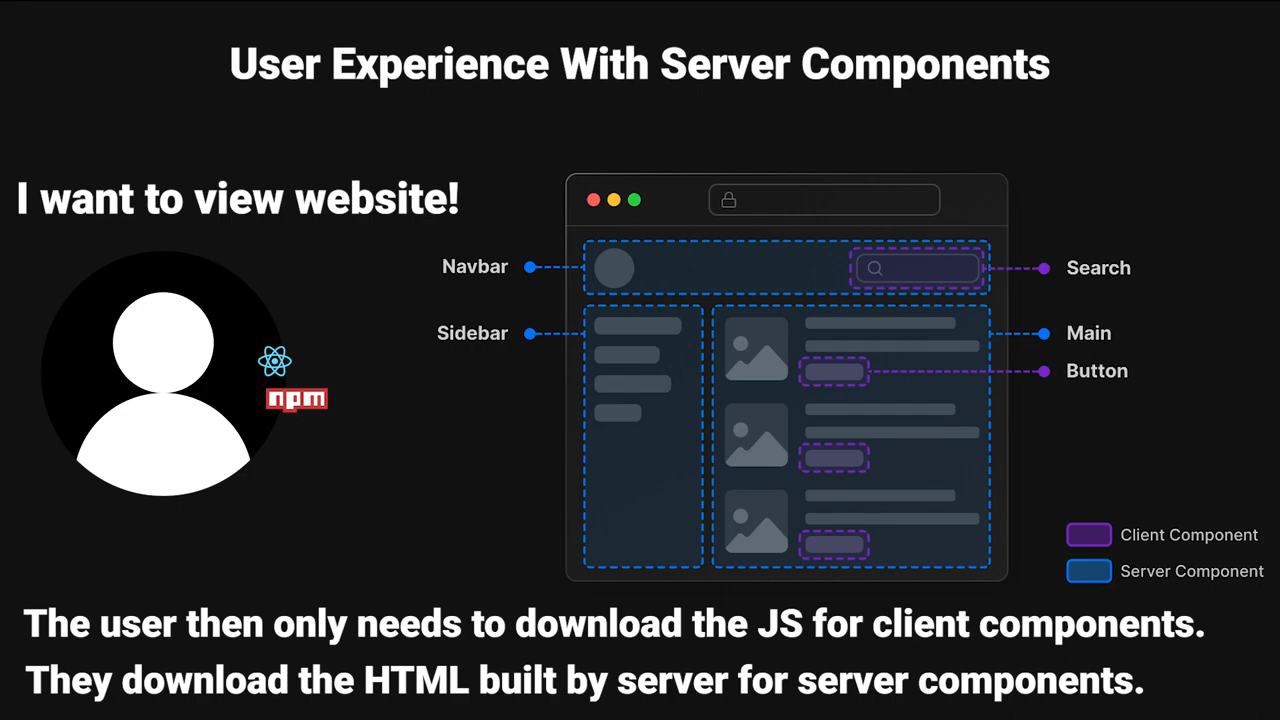 User Experience With Server Components
I want to view website!
npm
Navbar
Sidebar
Search
Main
Button
Client Component
Server Component
The user then only needs to download the JS for client components.
They download the HTML built by server for server components.